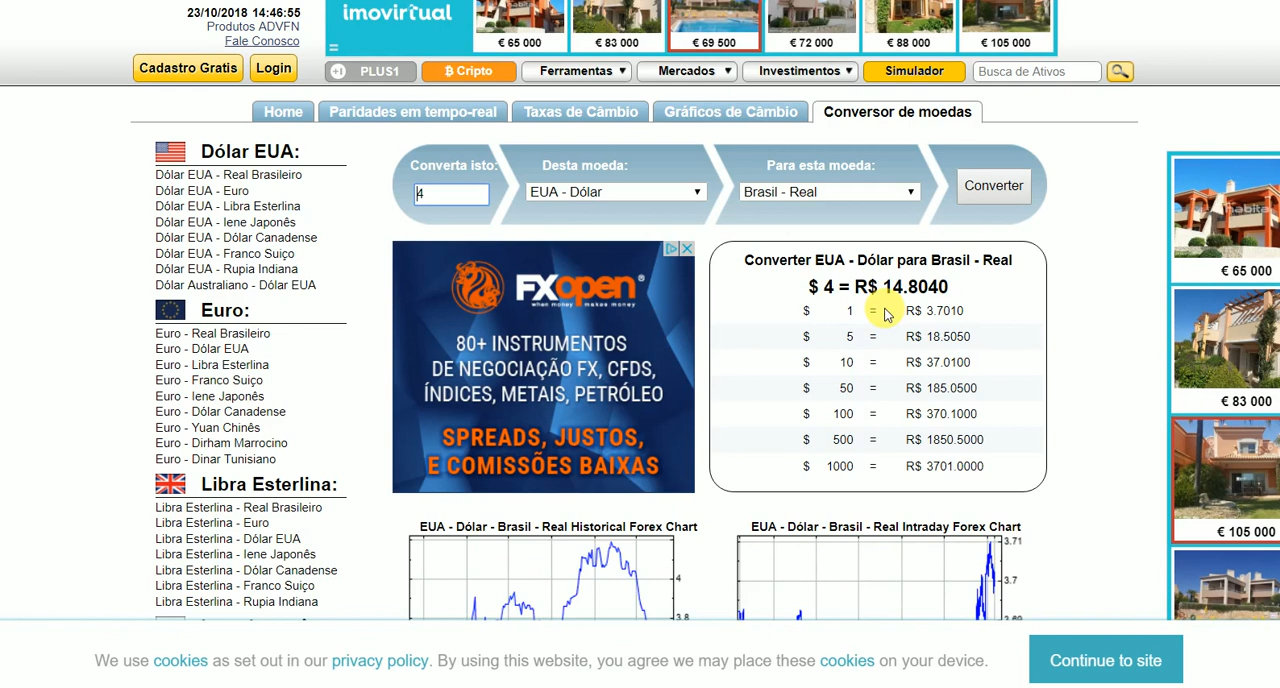 23/10/2018 14:46:55
Produtos ADVFN
Fale Conosco
Cadastro Gratis
Login
imovirtual
€ 65 000
€ 83 000
€ 69 500
€ 72 000
€ 88 000
€ 105 000
PLUS1
Cripto
Ferramentas
Mercados
Investimentos
Simulador
Busca de Ativos
Home
Paridades em tempo-real
Taxas de Câmbio
Gráficos de Câmbio
Conversor de moedas
Dólar EUA:
Dólar EUA - Real Brasileiro
Dólar EUA - Euro
Dólar EUA - Libra Esterlina
Dólar EUA - Iene Japonês
Dólar EUA - Dólar Canadense
Dólar EUA - Franco Suiço
Dólar EUA - Rupia Indiana
Dólar Australiano - Dólar EUA
Euro:
Euro - Real Brasileiro
Euro - Dólar EUA
Euro - Libra Esterlina
Euro - Franco Suiço
Euro - Iene Japonês
Euro - Dólar Canadense
Euro - Yuan Chinês
Euro - Dirham Marrocino
Euro - Dinar Tunisiano
Libra Esterlina:
Libra Esterlina - Real Brasileiro
Libra Esterlina - Euro
Libra Esterlina - Dólar EUA
Libra Esterlina - Iene Japonês
Libra Esterlina - Dólar Canadense
Libra Esterlina - Franco Suiço
Libra Esterlina - Rupia Indiana
Converta isto:
4
Desta moeda:
EUA - Dólar
Para esta moeda:
Brasil - Real
Converter
FXopen®
when money makes money
80+ INSTRUMENTOS
DE NEGOCIAÇÃO FX, CFDS,
ÍNDICES, METAIS, PETRÓLEO
SPREADS, JUSTOS,
E COMISSÕES BAIXAS
Converter EUA - Dólar para Brasil - Real
$ 4 = R$ 14.8040
$ 1 = R$ 3.7010
$ 5 = R$ 18.5050
$ 10 = R$ 37.0100
$ 50 = R$ 185.0500
$ 100 = R$ 370.1000
$ 500 = R$ 1850.5000
$ 1000 = R$ 3701.0000
EUA - Dólar - Brasil - Real Historical Forex Chart
4
3.8
EUA - Dólar - Brasil - Real Intraday Forex Chart
3.71
3.7
3.69
€ 65 000
€ 83 000
€ 105 000
We use cookies as set out in our privacy policy. By using this website, you agree we may place these cookies on your device.
Continue to site